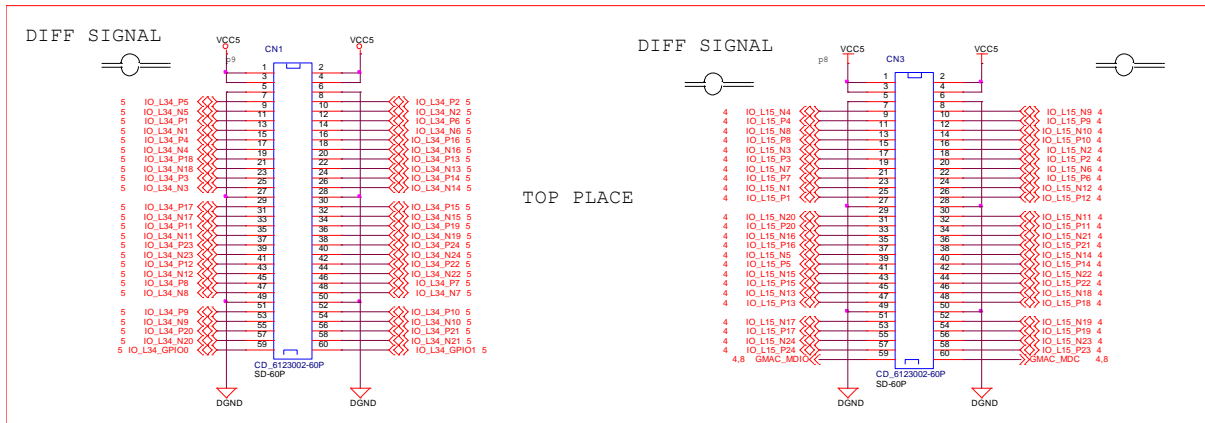 DIFF SIGNAL
VCC5 VCC5
p9
CN1
1 2
3 4
5 6
5 IO_L34_P5 7 8 IO_L34_P2 5
5 IO_L34_N5 9 10 IO_L34_N2 5
5 IO_L34_P1 11 12 IO_L34_P6 5
5 IO_L34_N1 13 14 IO_L34_N6 5
5 IO_L34_P4 15 16 IO_L34_P16 5
5 IO_L34_N4 17 18 IO_L34_N16 5
5 IO_L34_P18 19 20 IO_L34_P13 5
5 IO_L34_N18 21 22 IO_L34_N13 5
5 IO_L34_P3 23 24 IO_L34_P14 5
5 IO_L34_N3 25 26 IO_L34_N14 5
27 28
5 IO_L34_P17 29 30 IO_L34_P15 5
5 IO_L34_N17 31 32 IO_L34_N15 5
5 IO_L34_P11 33 34 IO_L34_P19 5
5 IO_L34_N11 35 36 IO_L34_N19 5
5 IO_L34_P23 37 38 IO_L34_P24 5
5 IO_L34_N23 39 40 IO_L34_N24 5
5 IO_L34_P12 41 42 IO_L34_P22 5
5 IO_L34_N12 43 44 IO_L34_N22 5
5 IO_L34_P8 45 46 IO_L34_P7 5
5 IO_L34_N8 47 48 IO_L34_N7 5
49 50
5 IO_L34_P9 51 52 IO_L34_P10 5
5 IO_L34_N9 53 54 IO_L34_N10 5
5 IO_L34_P20 55 56 IO_L34_P21 5
5 IO_L34_N20 57 58 IO_L34_N21 5
5 IO_L34_GPIO0 59 60 IO_L34_GPIO1 5
CD_6123002-60P
SD-60P
DGND DGND
TOP PLACE
DIFF SIGNAL
VCC5 VCC5
p8
CN3
1 2
3 4
5 6
4 IO_L15_N4 7 8 IO_L15_N9 4
4 IO_L15_P4 9 10 IO_L15_P9 4
4 IO_L15_N8 11 12 IO_L15_N10 4
4 IO_L15_P8 13 14 IO_L15_P10 4
4 IO_L15_N3 15 16 IO_L15_N2 4
4 IO_L15_P3 17 18 IO_L15_P2 4
4 IO_L15_N7 19 20 IO_L15_N6 4
4 IO_L15_P7 21 22 IO_L15_P6 4
4 IO_L15_N1 23 24 IO_L15_N12 4
4 IO_L15_P1 25 26 IO_L15_P12 4
27 28
4 IO_L15_N20 29 30 IO_L15_N11 4
4 IO_L15_P20 31 32 IO_L15_P11 4
4 IO_L15_N16 33 34 IO_L15_N21 4
4 IO_L15_P16 35 36 IO_L15_P21 4
4 IO_L15_N5 37 38 IO_L15_N14 4
4 IO_L15_P5 39 40 IO_L15_P14 4
4 IO_L15_N15 41 42 IO_L15_N22 4
4 IO_L15_P15 43 44 IO_L15_P22 4
4 IO_L15_N13 45 46 IO_L15_N18 4
4 IO_L15_P13 47 48 IO_L15_P18 4
49 50
4 IO_L15_N17 51 52 IO_L15_N19 4
4 IO_L15_P17 53 54 IO_L15_P19 4
4 IO_L15_N24 55 56 IO_L15_N23 4
4 IO_L15_P24 57 58 IO_L15_P23 4
4,8 GMAC_MDIO 59 60 GMAC_MDC 4,8
CD_6123002-60P
SD-60P
DGND DGND